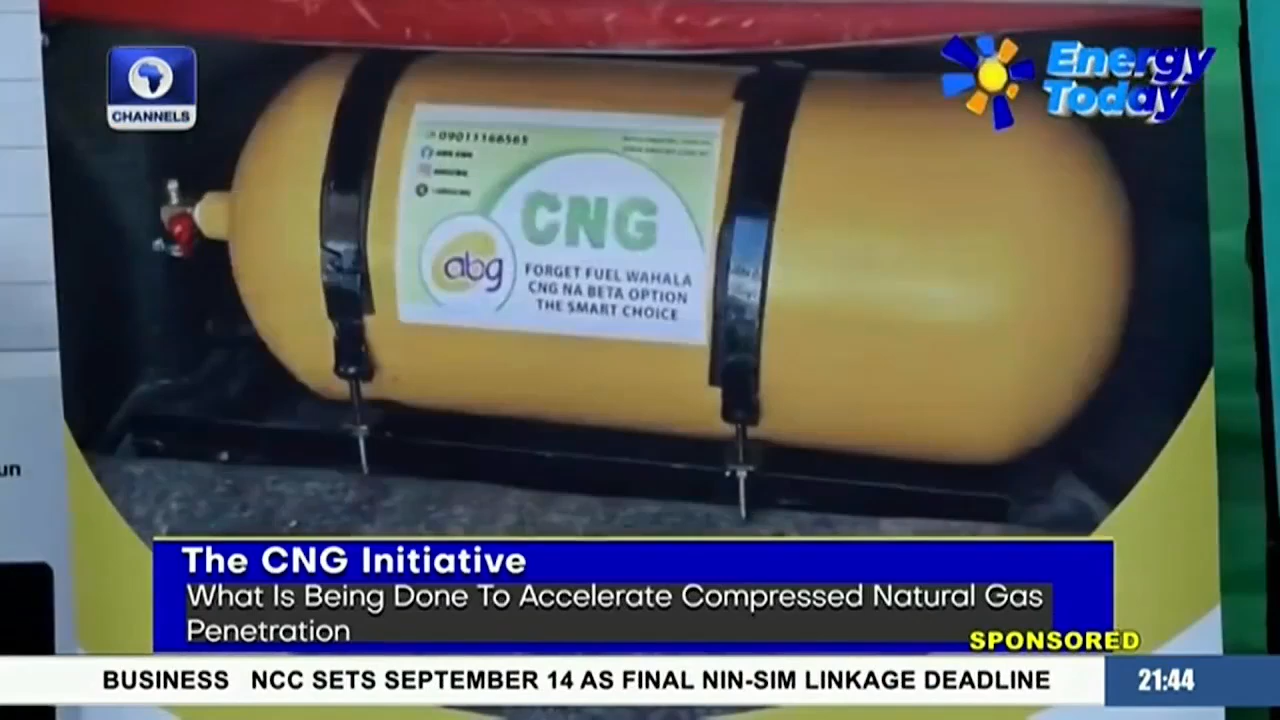 CHANNELS
Energy
Today
09011166565
CNG
abg
FORGET FUEL WAHALA
CNG NA BETA OPTION
THE SMART CHOICE
un
The CNG Initiative
What Is Being Done To Accelerate Compressed Natural Gas
Penetration
SPONSORED
BUSINESS NCC SETS SEPTEMBER 14 AS FINAL NIN-SIM LINKAGE DEADLINE
21:44